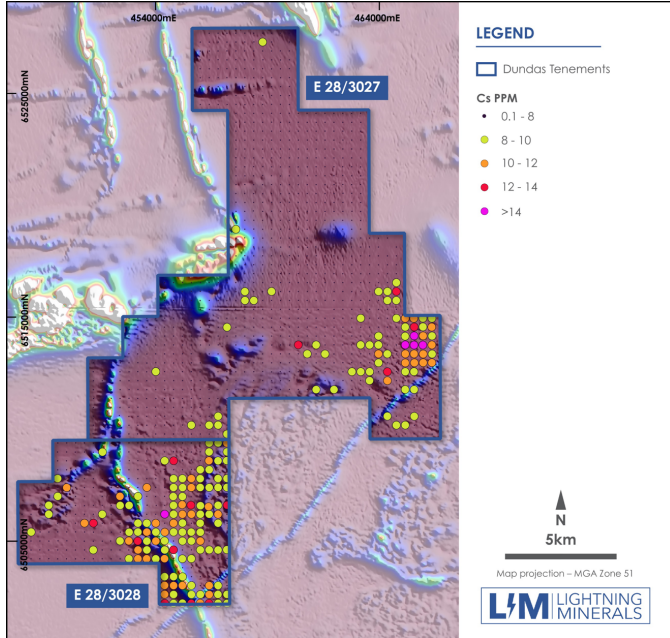 454000mE
464000mE
6525000mN
6515000mN
6505000mN
E 28/3027
E 28/3028
LEGEND
Dundas Tenements
Cs PPM
0.1 - 8
8 - 10
10 - 12
12 - 14
>14
N
5km
Map projection – MGA Zone 51
LM LIGHTNING
MINERALS